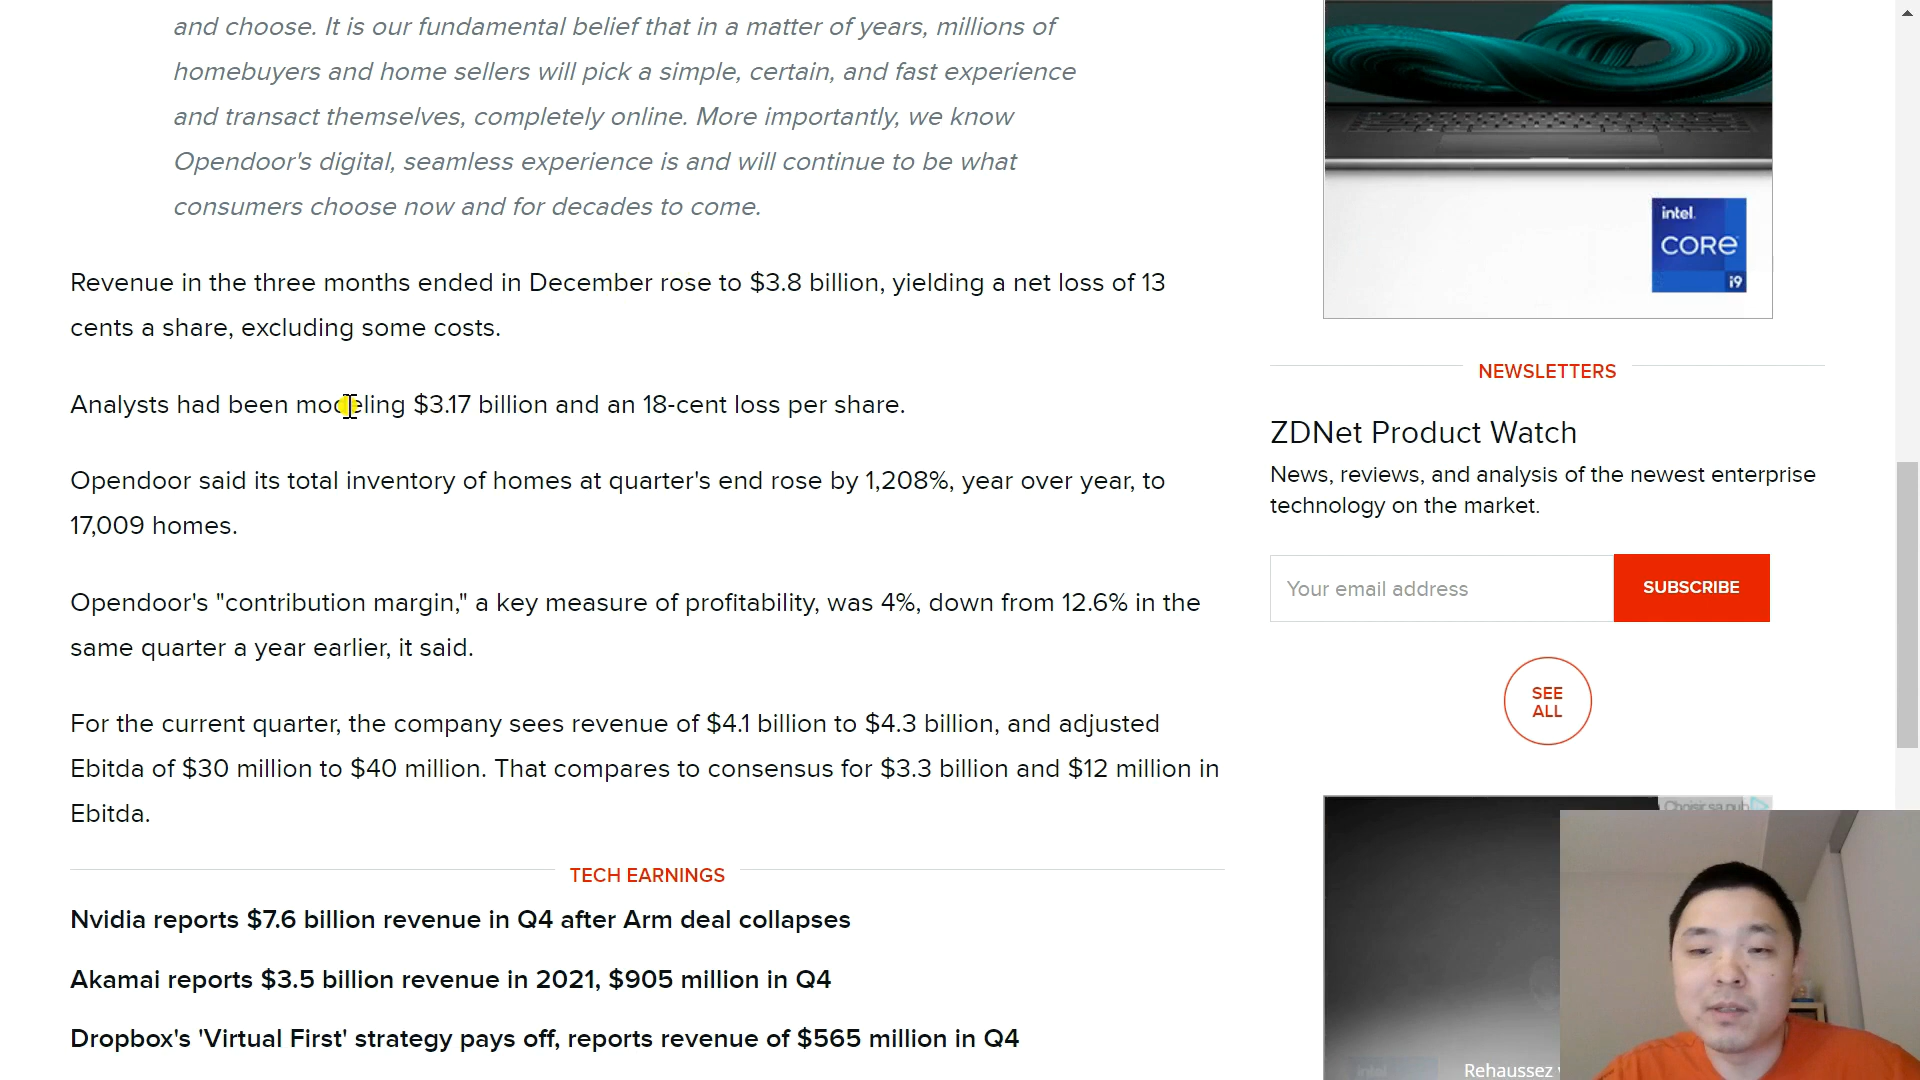 and choose. It is our fundamental belief that in a matter of years, millions of
homebuyers and home sellers will pick a simple, certain, and fast experience
and transact themselves, completely online. More importantly, we know
Opendoor's digital, seamless experience is and will continue to be what
consumers choose now and for decades to come.
Revenue in the three months ended in December rose to $3.8 billion, yielding a net loss of 13
cents a share, excluding some costs.
Analysts had been modeling $3.17 billion and an 18-cent loss per share.
Opendoor said its total inventory of homes at quarter's end rose by 1,208%, year over year, to
17,009 homes.
Opendoor's "contribution margin," a key measure of profitability, was 4%, down from 12.6% in the
same quarter a year earlier, it said.
For the current quarter, the company sees revenue of $4.1 billion to $4.3 billion, and adjusted
Ebitda of $30 million to $40 million. That compares to consensus for $3.3 billion and $12 million in
Ebitda.
TECH EARNINGS
Nvidia reports $7.6 billion revenue in Q4 after Arm deal collapses
Akamai reports $3.5 billion revenue in 2021, $905 million in Q4
Dropbox's 'Virtual First' strategy pays off, reports revenue of $565 million in Q4
intel.
CORE
i9
NEWSLETTERS
ZDNet Product Watch
News, reviews, and analysis of the newest enterprise
technology on the market.
Your email address
SUBSCRIBE
SEE
ALL
Choisir sa pub
Rehaussez